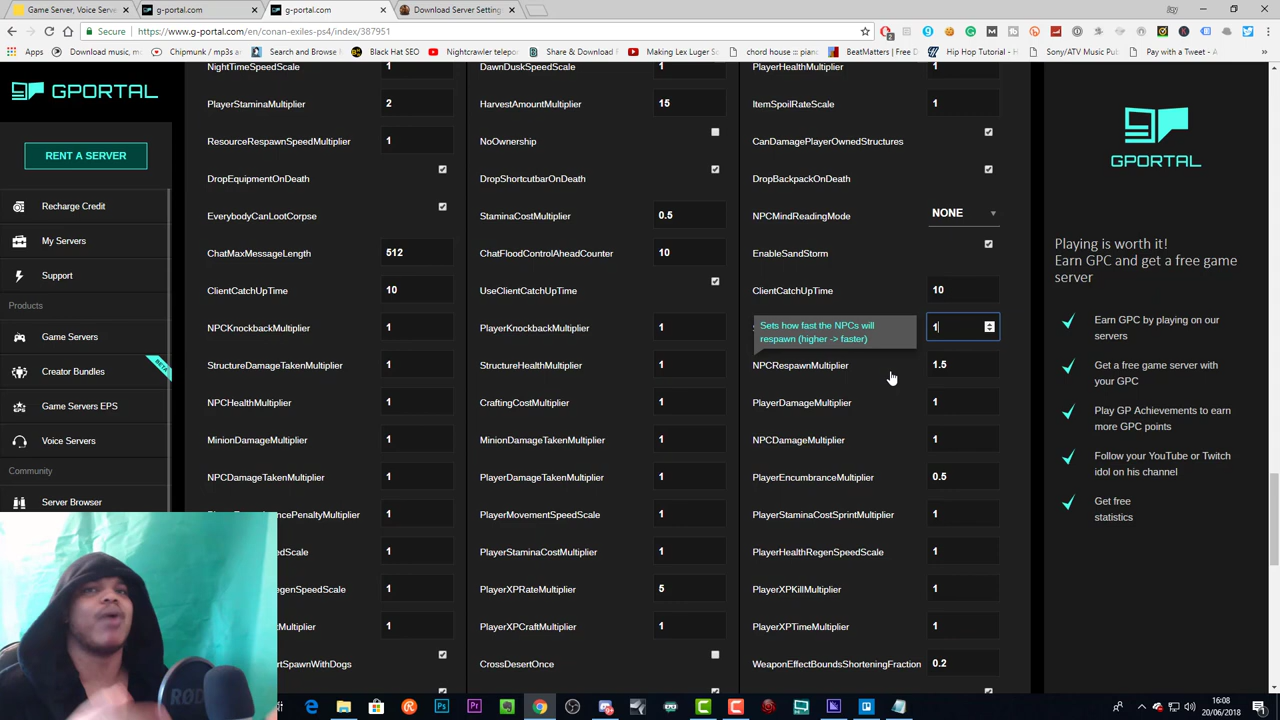 Game Server, Voice Serve
g-portal.com
g-portal.com
Download Server Setting
Secure
https://www.g-portal.com/en/conan-exiles-ps4/index/387951
Apps
Download music, m
Chipmunk / mp3 a
Search and Browse
Black Hat SEO
Nightcrawler teleport
Share & Download
Making Lex Luger S
chord house :: pian
BeatMatters | Free D
Hip Hop Tutorial - H
Sony/ATV Music Pub
Pay with a Tweet -
GPORTAL
RENT A SERVER
Recharge Credit
My Servers
Support
Products
Game Servers
BETA
Creator Bundles
Game Servers EPS
Voice Servers
Community
Server Browser
NightTimeSpeedScale 1
DawnDuskSpeedScale 1
PlayerHealthMultiplier 1
PlayerStaminaMultiplier 2
HarvestAmountMultiplier 15
ItemSpoilRateScale 1
ResourceRespawnSpeedMultiplier 1
NoOwnership
CanDamagePlayerOwnedStructures
DropEquipmentOnDeath
DropShortcutbarOnDeath
DropBackpackOnDeath
EverybodyCanLootCorpse
StaminaCostMultiplier 0.5
NPCMindReadingMode NONE
ChatMaxMessageLength 512
ChatFloodControlAheadCounter 10
EnableSandStorm
ClientCatchUpTime 10
UseClientCatchUpTime
ClientCatchUpTime 10
NPCKnockbackMultiplier 1
PlayerKnockbackMultiplier 1
Sets how fast the NPCs will
respawn (higher -> faster)
1
StructureDamageTakenMultiplier 1
StructureHealthMultiplier 1
NPCRespawnMultiplier 1.5
NPCHealthMultiplier 1
CraftingCostMultiplier 1
PlayerDamageMultiplier 1
MinionDamageMultiplier 1
MinionDamageTakenMultiplier 1
NPCDamageMultiplier 1
NPCDamageTakenMultiplier 1
PlayerDamageTakenMultiplier 1
PlayerEncumbranceMultiplier 0.5
PenaltyMultiplier 1
PlayerMovementSpeedScale 1
PlayerStaminaCostSprintMultiplier 1
dScale 1
PlayerStaminaCostMultiplier 1
PlayerHealthRegenSpeedScale 1
egenSpeedScale 1
PlayerXPRateMultiplier 5
PlayerXPKillMultiplier 1
tMultiplier 1
PlayerXPCraftMultiplier 1
PlayerXPTimeMultiplier 1
rtSpawnWithDogs
CrossDesertOnce
WeaponEffectBoundsShorteningFraction 0.2
GPORTAL
Playing is worth it!
Earn GPC and get a free game
server
Earn GPC by playing on our
servers
Get a free game server with
your GPC
Play GP Achievements to earn
more GPC points
Follow your YouTube or Twitch
idol on his channel
Get free
statistics
RØD
16:08
20/06/2018